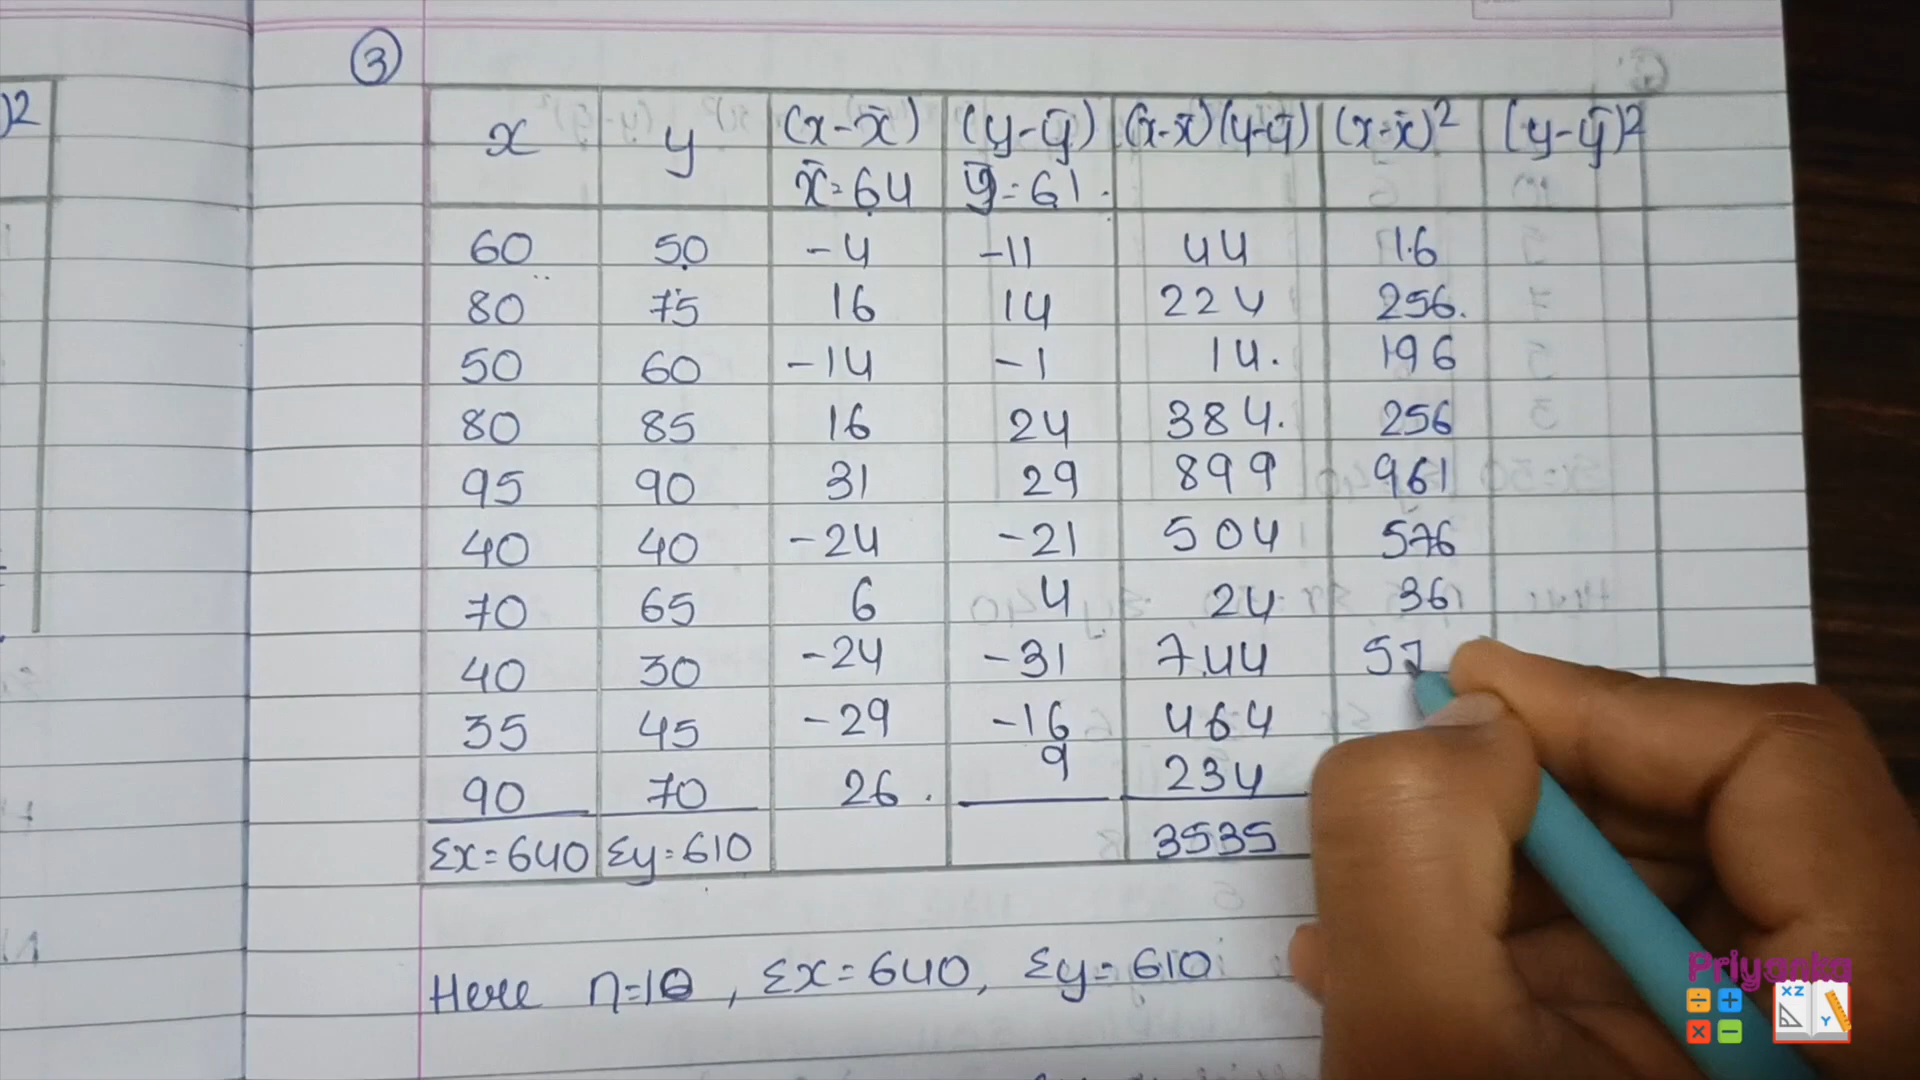 )2
3
x y (x-x̄) (y-ȳ) (x-x̄)(y-ȳ) (x-x̄)2 (y-ȳ)2
x̄=64 ȳ=61.
60 50 -4 -11 44 16
80 75 16 14 224 256.
50 60 -14 -1 14. 196
80 85 16 24 384. 256
95 90 31 29 899 961
40 40 -24 -21 504 576
70 65 6 4 24 36
40 30 -24 -31 744 57
35 45 -29 -16 464
90 70 26. 9 234
Σx=640 Σy=610 3535
Here n=10, Σx=640, Σy=610
Priyanka
XZ
Y